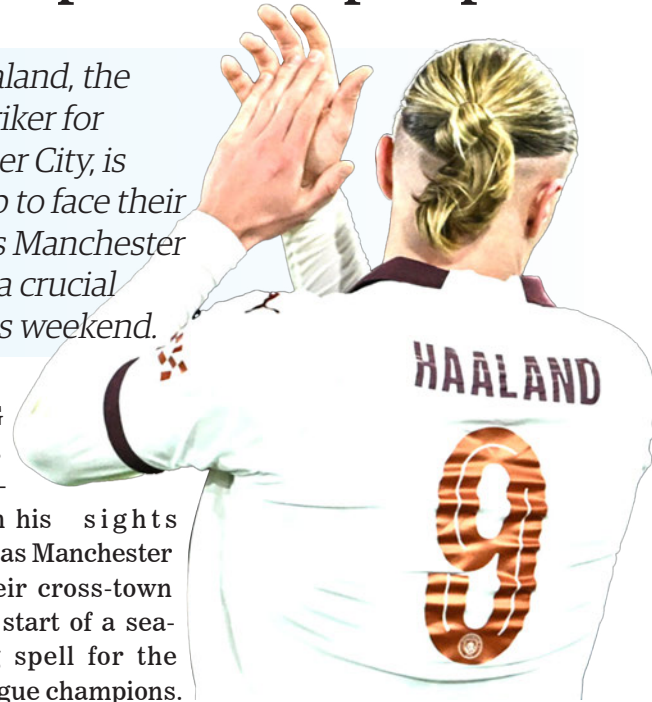 aland, the
iker for
er City, is
to face their
s Manchester
a crucial
s weekend.
HAALAND
9
his sights
as Manchester
eir cross-town
start of a sea-
spell for the
gue champions.